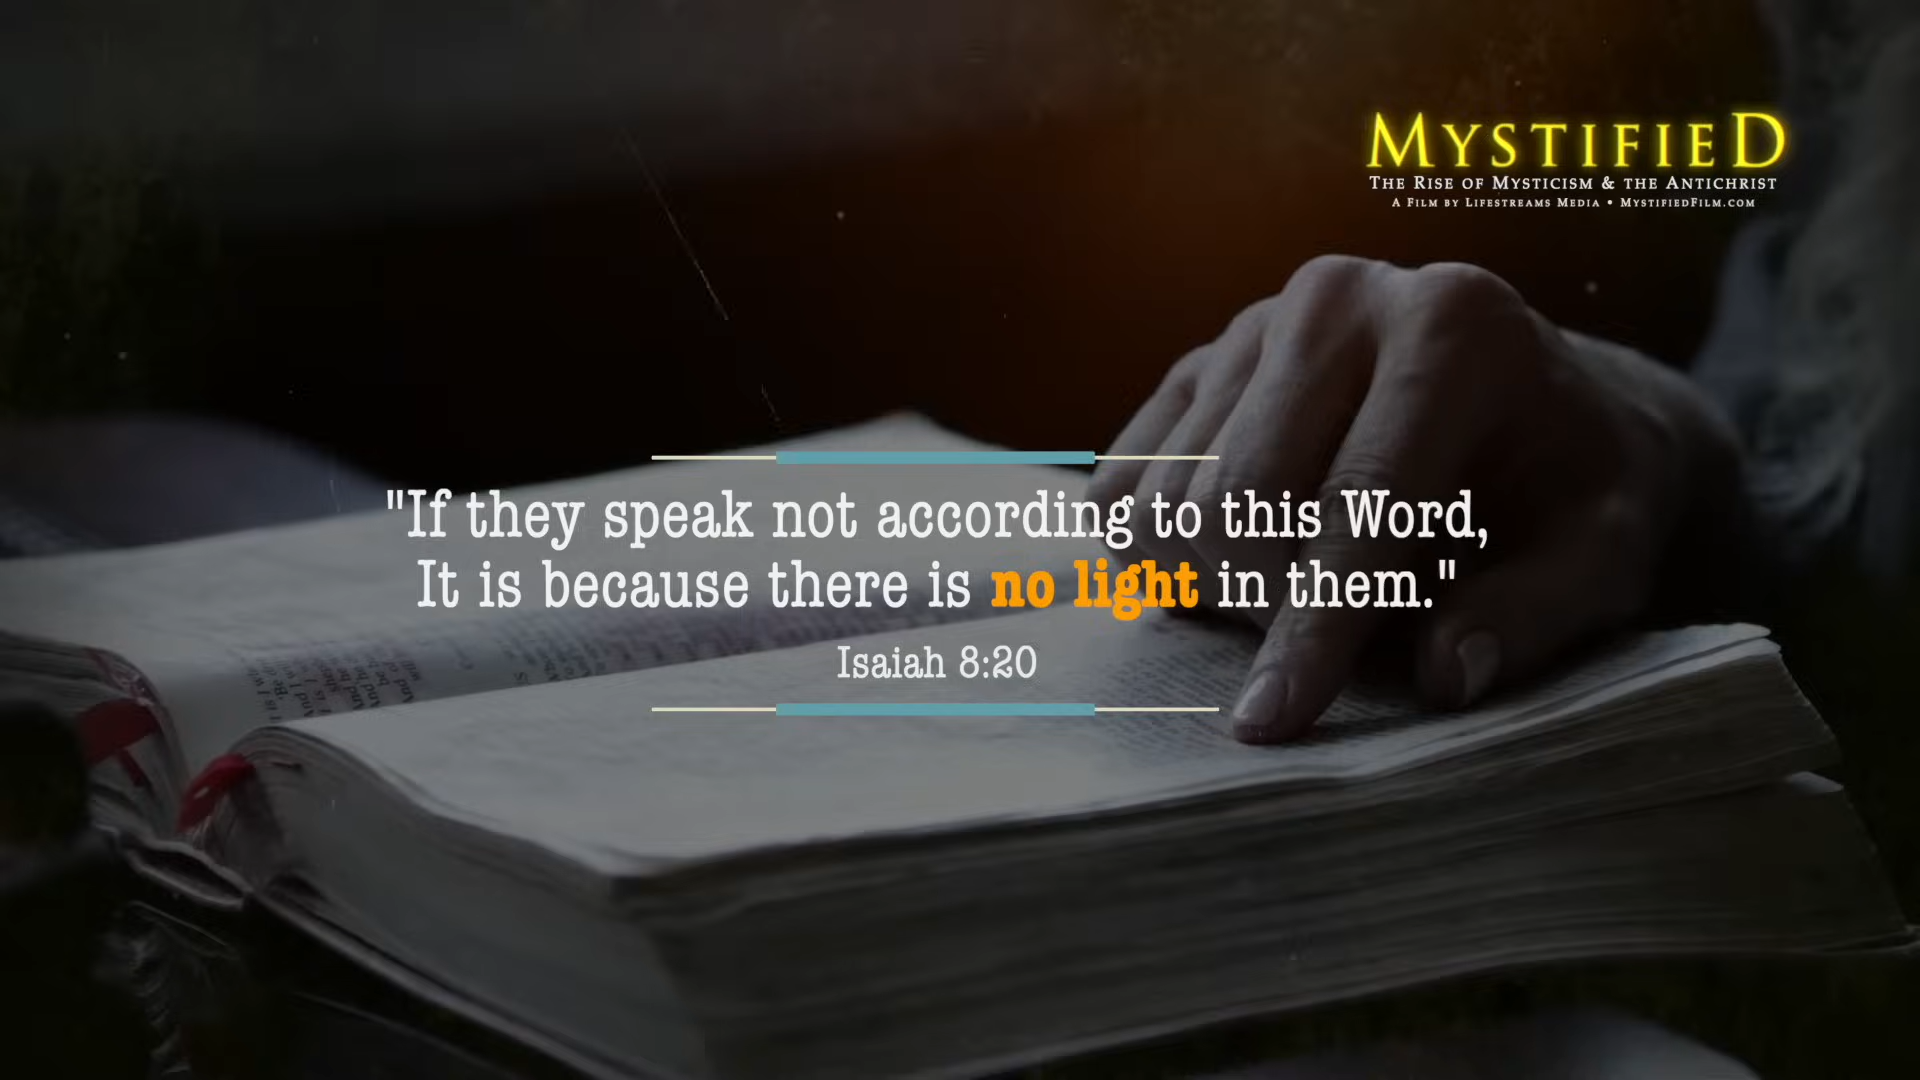 MYSTIFIED
THE RISE OF MYSTICISM & THE ANTICHRIST
A FILM BY LIFESTREAMS MEDIA • MYSTIFIEDFILM.COM
"If they speak not according to this Word,
It is because there is no light in them."
Isaiah 8:20